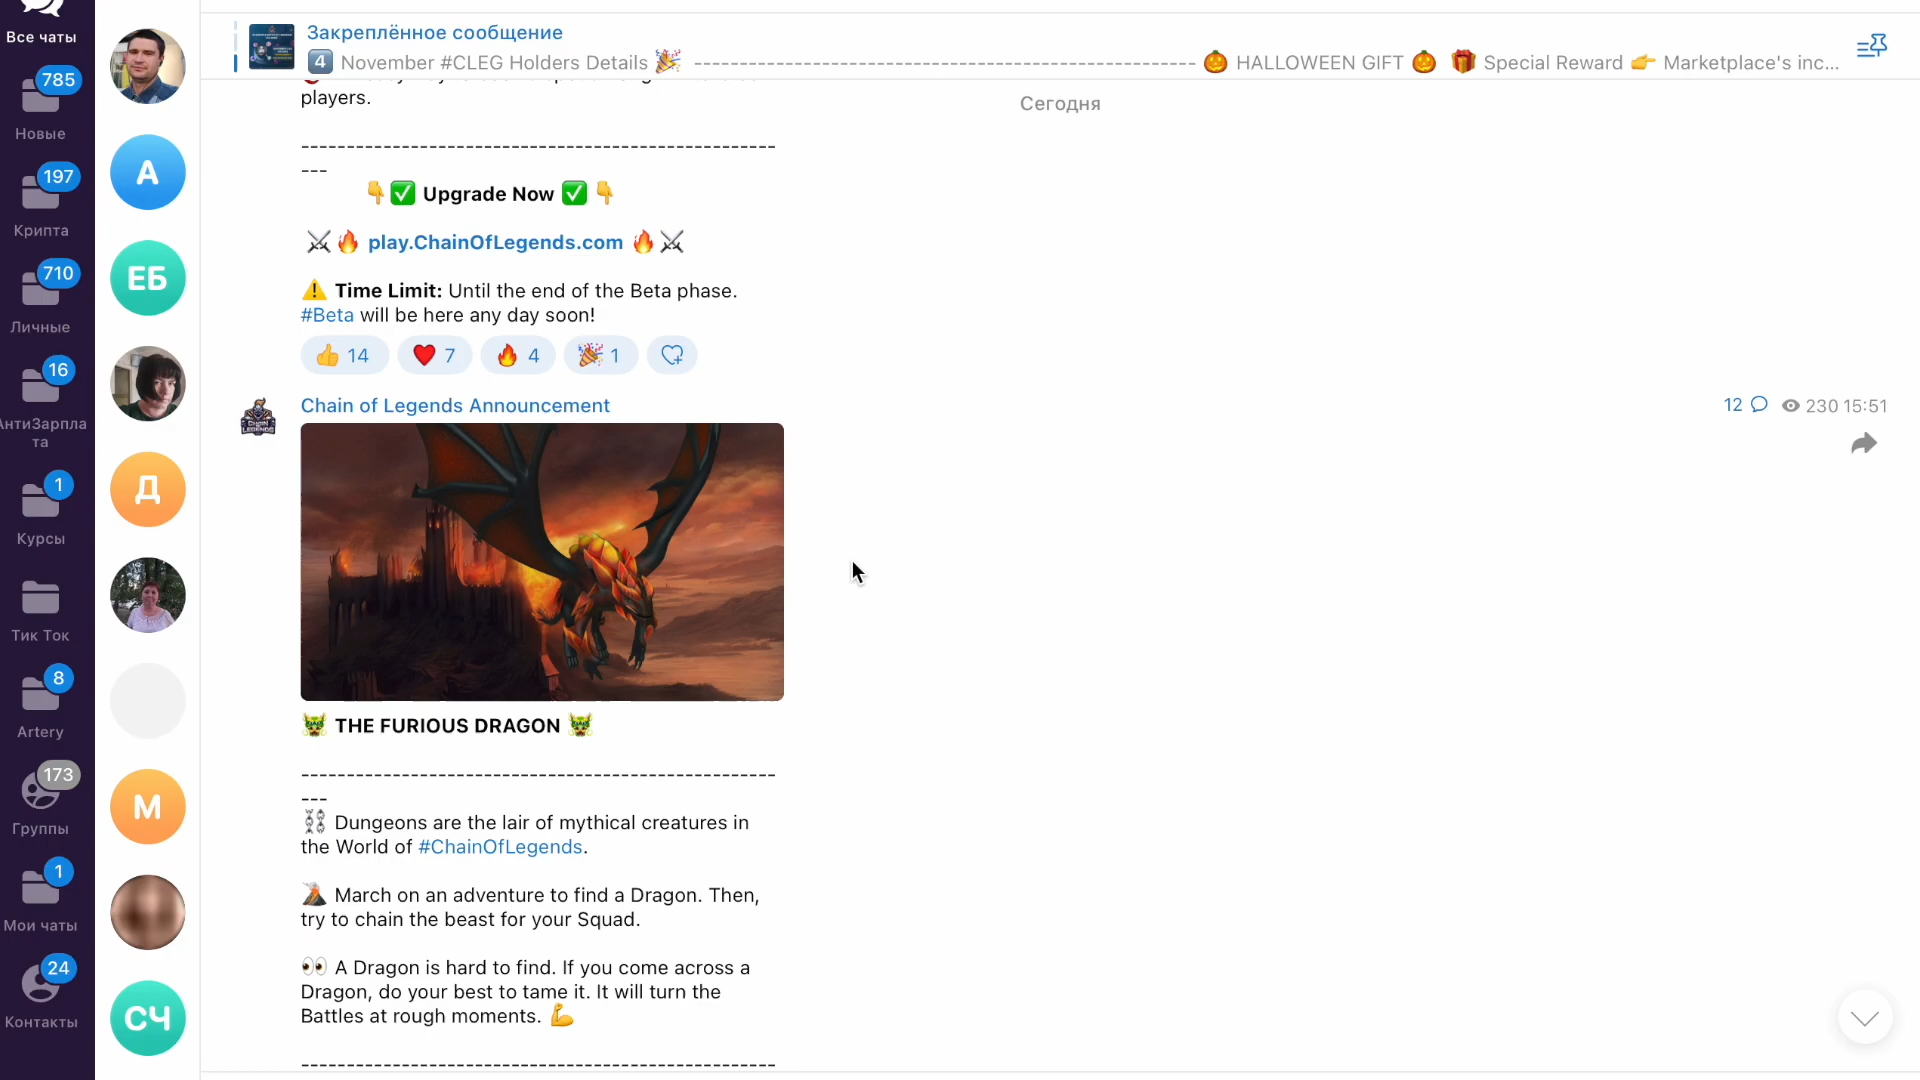 Все чаты
785
Новые
197
Крипта
710
Личные
16
АнтиЗарпла
та
1
Курсы
Тик Ток
8
Artery
173
Группы
1
Мои чаты
24
Контакты
А
ЕБ
Д
М
СЧ
Закреплённое сообщение
4 November #CLEG Holders Details 🎉 ------------------------------------------------------- 🎃 HALLOWEEN GIFT 🎃 🎁 Special Reward 👉 Marketplace's inc...
Сегодня
players.
----------------------------------------------------
---
👇✅ Upgrade Now ✅👇
⚔🔥 play.ChainOfLegends.com 🔥⚔
⚠️ Time Limit: Until the end of the Beta phase.
#Beta will be here any day soon!
👍 14 ❤️ 7 🔥 4 🎉 1
CHAIN
LEGENDS
Chain of Legends Announcement
12 230 15:51
🐲 THE FURIOUS DRAGON 🐲
----------------------------------------------------
---
⛓ Dungeons are the lair of mythical creatures in
the World of #ChainOfLegends.
🌋 March on an adventure to find a Dragon. Then,
try to chain the beast for your Squad.
👀 A Dragon is hard to find. If you come across a
Dragon, do your best to tame it. It will turn the
Battles at rough moments. 💪
----------------------------------------------------